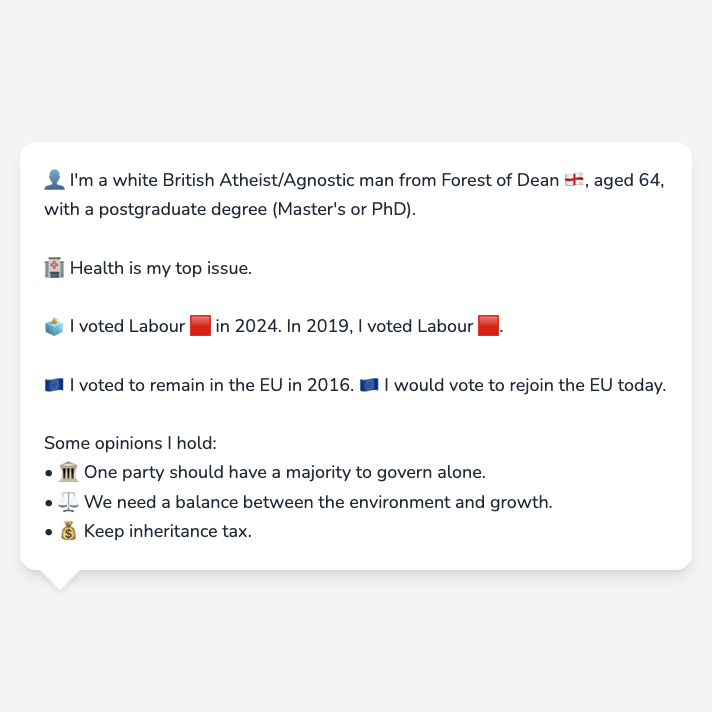 👤 I'm a white British Atheist/Agnostic man from Forest of Dean 🏴󠁧󠁢󠁥󠁮󠁧󠁿, aged 64,
with a postgraduate degree (Master's or PhD).
🏥 Health is my top issue.
🗳️ I voted Labour 🟥 in 2024. In 2019, I voted Labour 🟥.
🇪🇺 I voted to remain in the EU in 2016. 🇪🇺 I would vote to rejoin the EU today.
Some opinions I hold:
• 🏛️ One party should have a majority to govern alone.
• ⚖️ We need a balance between the environment and growth.
• 💰 Keep inheritance tax.